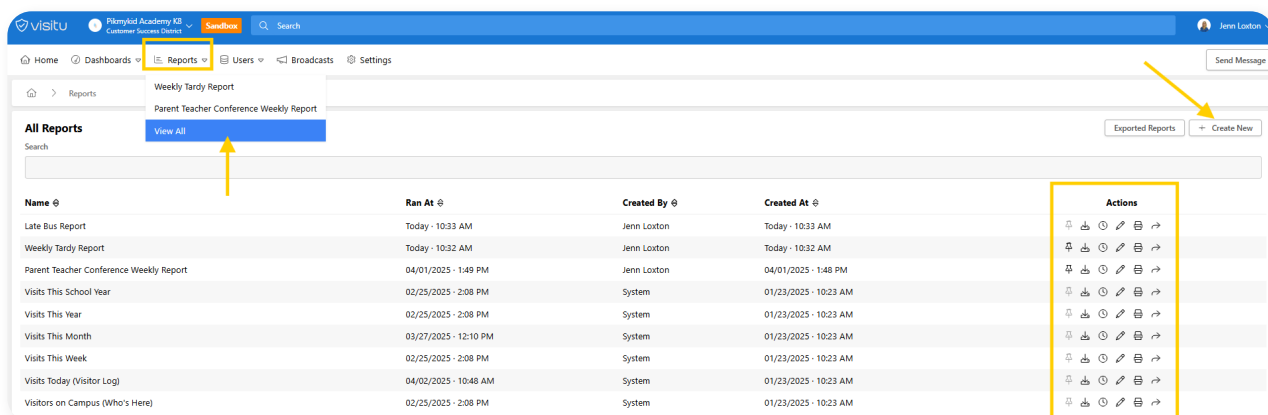 visitu Pikmykid Academy K8 Sandbox Search Jenn Loxton
Customer Success District
Home Dashboards Reports Users Broadcasts Settings Send Message
Reports
Weekly Tardy Report
Parent Teacher Conference Weekly Report
View All
All Reports Exported Reports + Create New
Search
Name Ran At Created By Created At Actions
Late Bus Report Today · 10:33 AM Jenn Loxton Today · 10:33 AM
Weekly Tardy Report Today · 10:32 AM Jenn Loxton Today · 10:32 AM
Parent Teacher Conference Weekly Report 04/01/2025 · 1:49 PM Jenn Loxton 04/01/2025 · 1:48 PM
Visits This School Year 02/25/2025 · 2:08 PM System 01/23/2025 · 10:23 AM
Visits This Year 02/25/2025 · 2:08 PM System 01/23/2025 · 10:23 AM
Visits This Month 03/27/2025 · 12:10 PM System 01/23/2025 · 10:23 AM
Visits This Week 02/25/2025 · 2:08 PM System 01/23/2025 · 10:23 AM
Visits Today (Visitor Log) 04/02/2025 · 10:48 AM System 01/23/2025 · 10:23 AM
Visitors on Campus (Who's Here) 02/25/2025 · 2:08 PM System 01/23/2025 · 10:23 AM